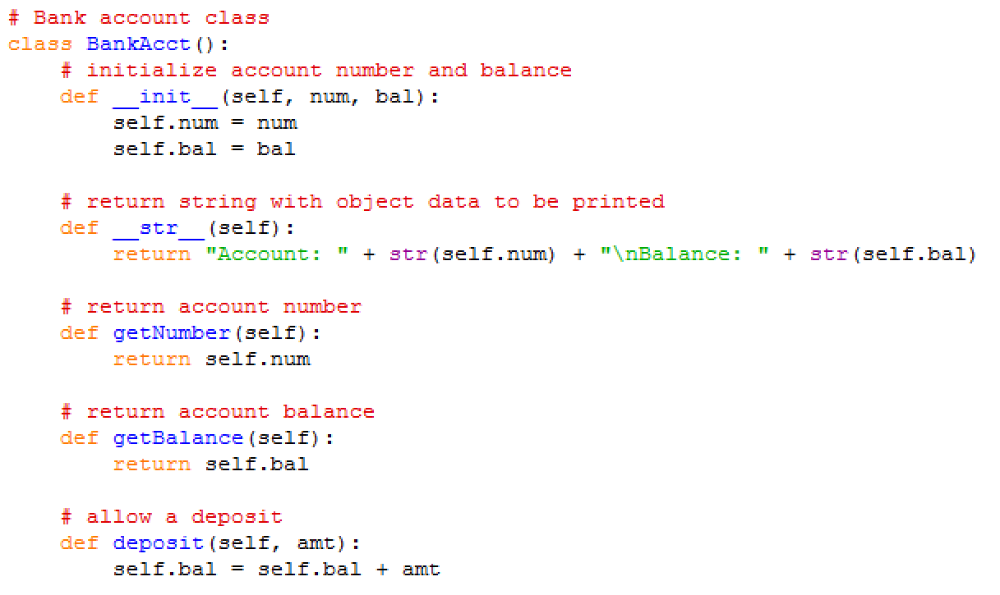 # Bank account class
class BankAcct():
    # initialize account number and balance
    def __init__(self, num, bal):
        self.num = num
        self.bal = bal

    # return string with object data to be printed
    def __str__(self):
        return "Account: " + str(self.num) + "\nBalance: " + str(self.bal)

    # return account number
    def getNumber(self):
        return self.num

    # return account balance
    def getBalance(self):
        return self.bal

    # allow a deposit
    def deposit(self, amt):
        self.bal = self.bal + amt